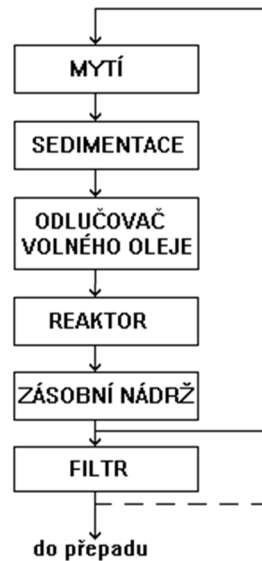 MYTÍ
SEDIMENTACE
ODLUČOVAČ
VOLNÉHO OLEJE
REAKTOR
ZÁSOBNÍ NÁDRŽ
FILTR
do přepadu